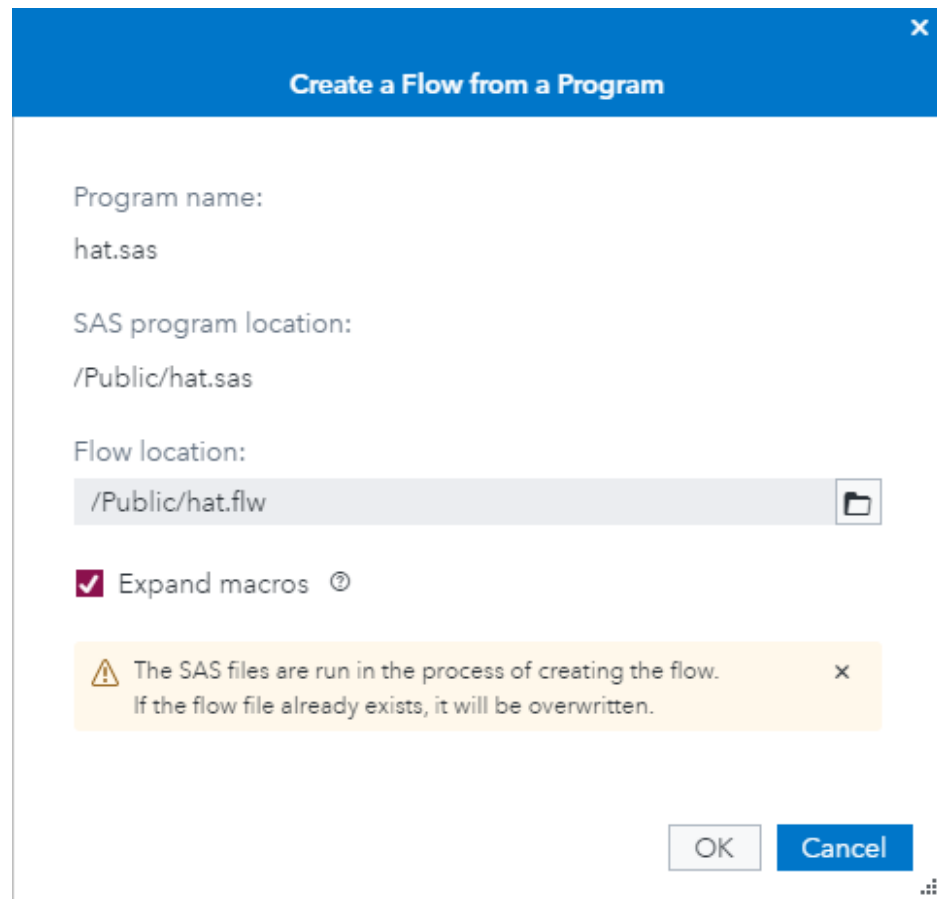 Create a Flow from a Program
Program name:
hat.sas
SAS program location:
/Public/hat.sas
Flow location:
/Public/hat.flw
Expand macros
The SAS files are run in the process of creating the flow.
If the flow file already exists, it will be overwritten.
OK Cancel